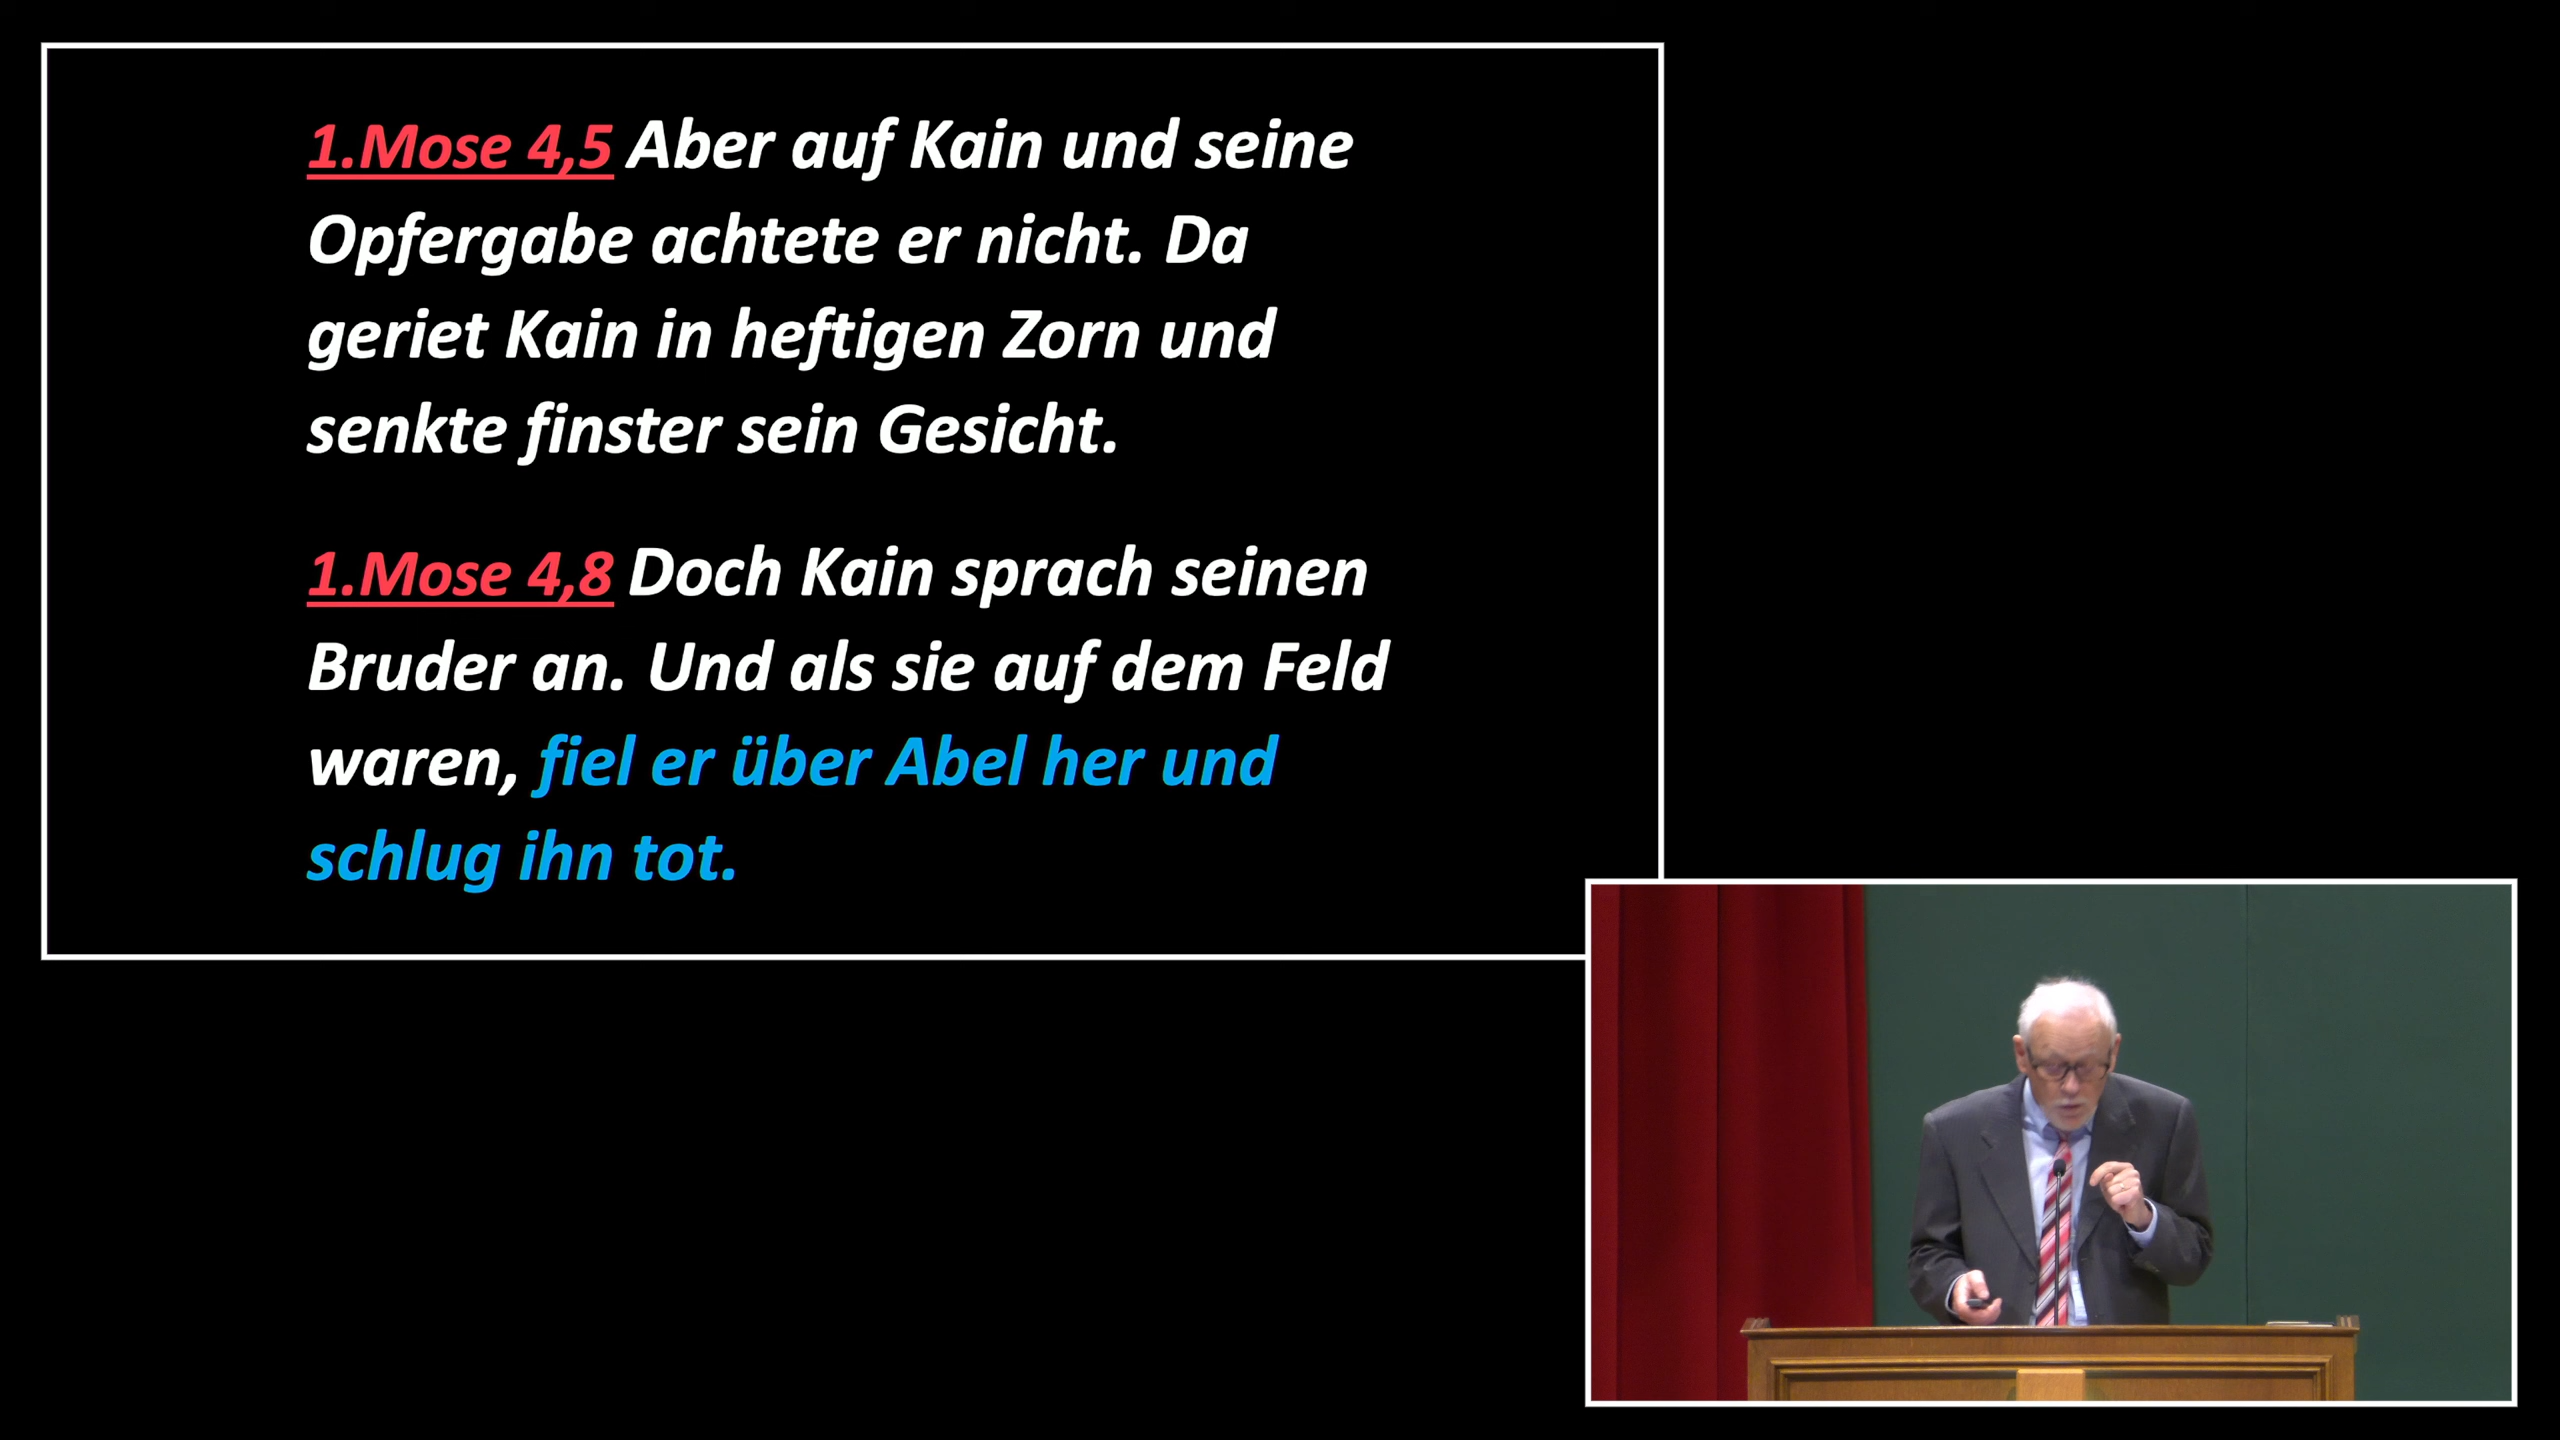 1.Mose 4,5 Aber auf Kain und seine
Opfergabe achtete er nicht. Da
geriet Kain in heftigen Zorn und
senkte finster sein Gesicht.
1.Mose 4,8 Doch Kain sprach seinen
Bruder an. Und als sie auf dem Feld
waren, fiel er über Abel her und
schlug ihn tot.